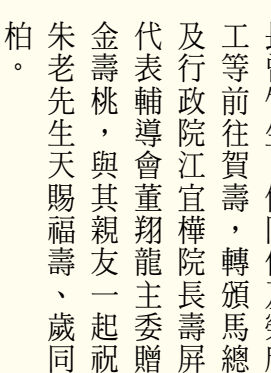 工等前往賀壽，轉頒馬總
及行政院江宜樺院長壽屏
代表輔導會董翔龍主委贈
金壽桃，與其親友一起祝
朱老先生天賜福壽、歲同
柏。